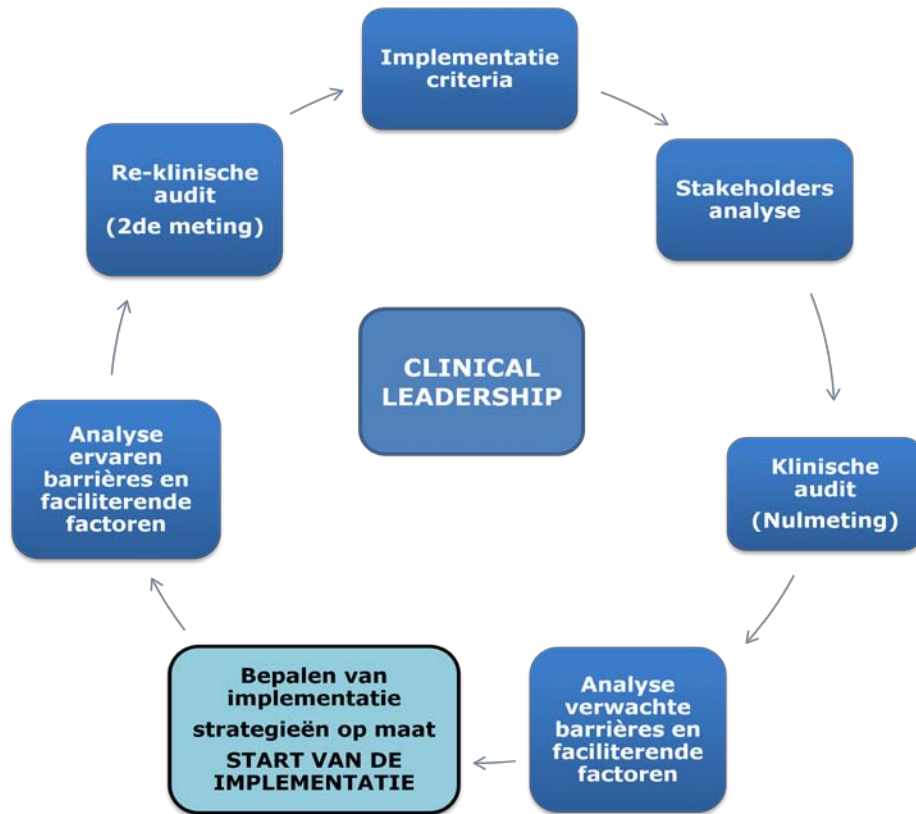 Implementatie
criteria
Stakeholders
analyse
Klinische
audit
(Nulmeting)
Analyse
verwachte
barrières en
faciliterende
factoren
Bepalen van
implementatie
strategieën op maat
START VAN DE
IMPLEMENTATIE
Analyse
ervaren
barrières en
faciliterende
factoren
Re-klinische
audit
(2de meting)
CLINICAL
LEADERSHIP